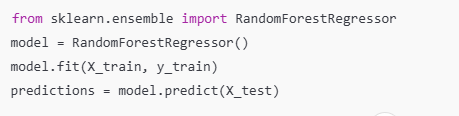 from sklearn.ensemble import RandomForestRegressor
model = RandomForestRegressor()
model.fit(X_train, y_train)
predictions = model.predict(X_test)